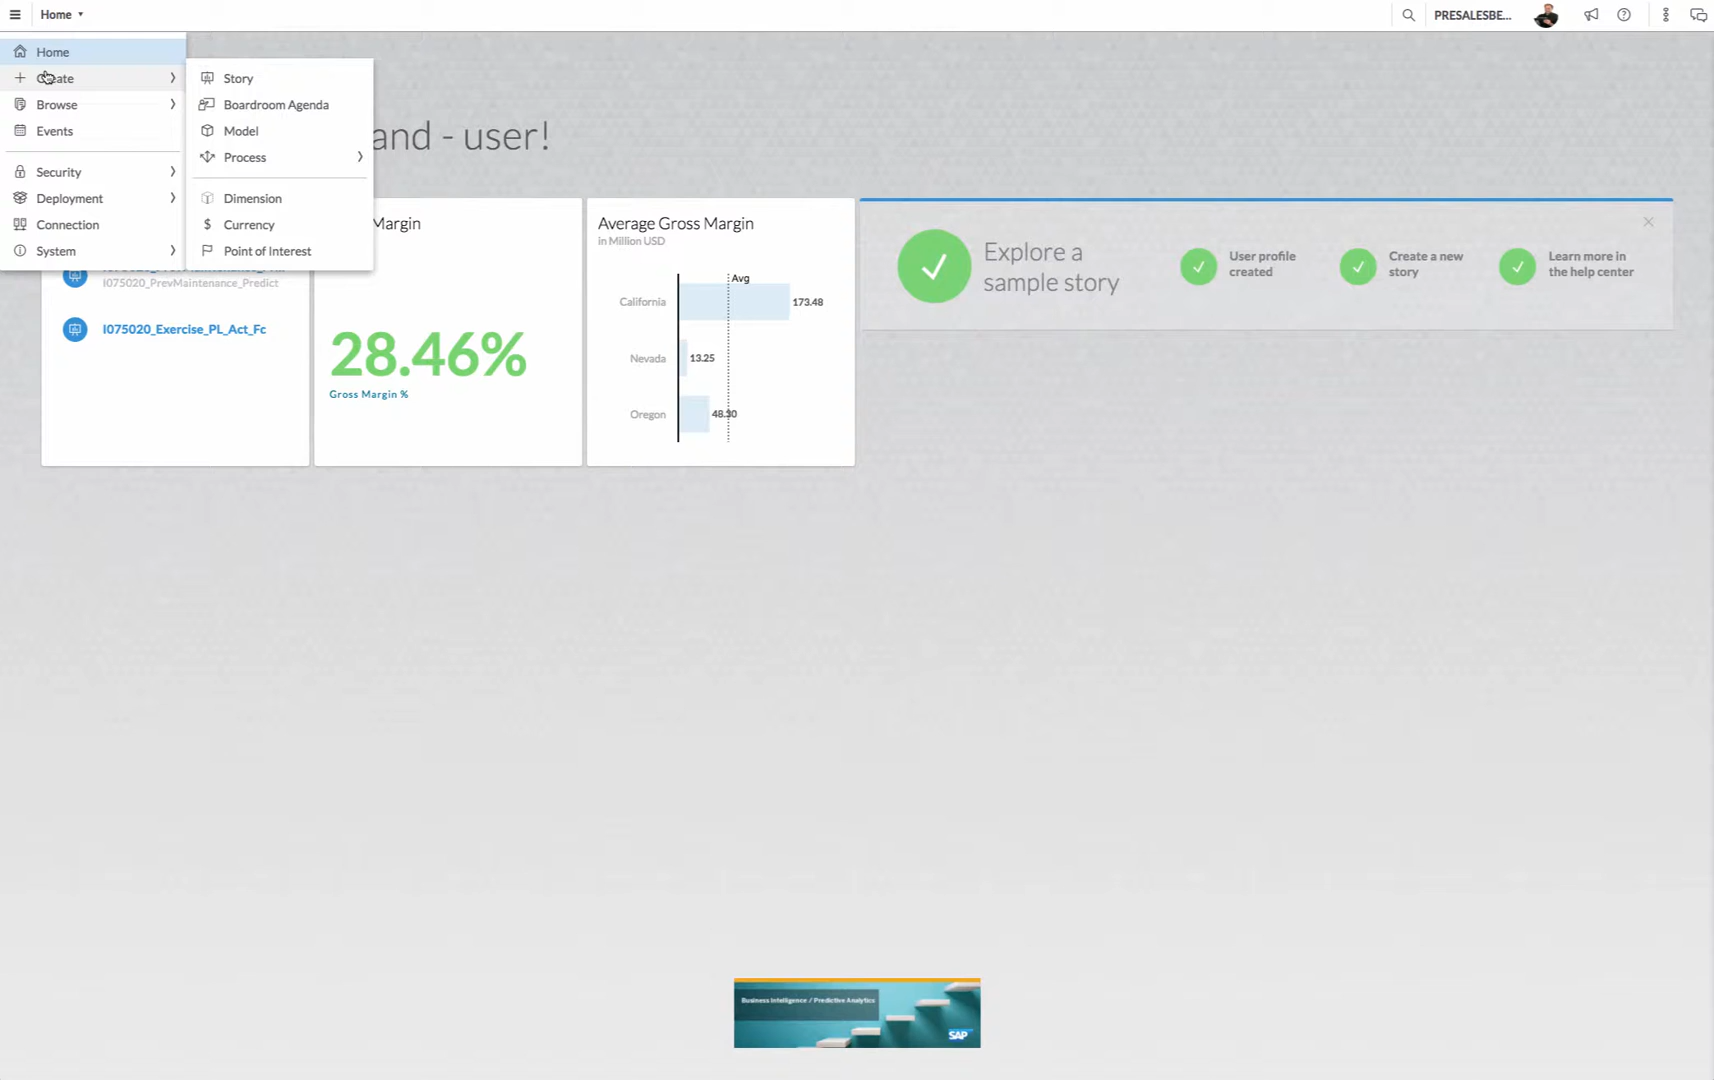 Home
PRESALESBE...
Home
Create
Browse
Events
Security
Deployment
Connection
System
Story
Boardroom Agenda
Model
Process
Dimension
Currency
Point of Interest
and - user!
I075020_PrevMaintenance_Predict
I075020_Exercise_PL_Act_Fc
Margin
28.46%
Gross Margin %
Average Gross Margin
in Million USD
Avg
California
173.48
Nevada
13.25
Oregon
48.30
Explore a
sample story
User profile
created
Create a new
story
Learn more in
the help center
Business Intelligence / Predictive Analytics
SAP